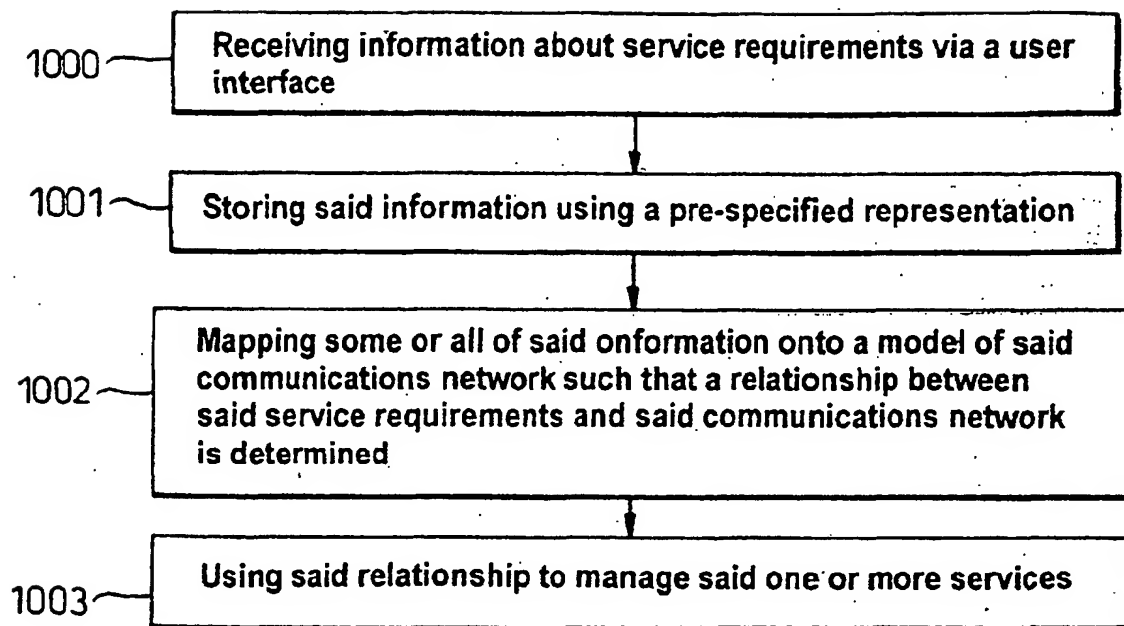 1000
Receiving information about service requirements via a user
interface
1001
Storing said information using a pre-specified representation
1002
Mapping some or all of said onformation onto a model of said
communications network such that a relationship between
said service requirements and said communications network
is determined
1003
Using said relationship to manage said one or more services